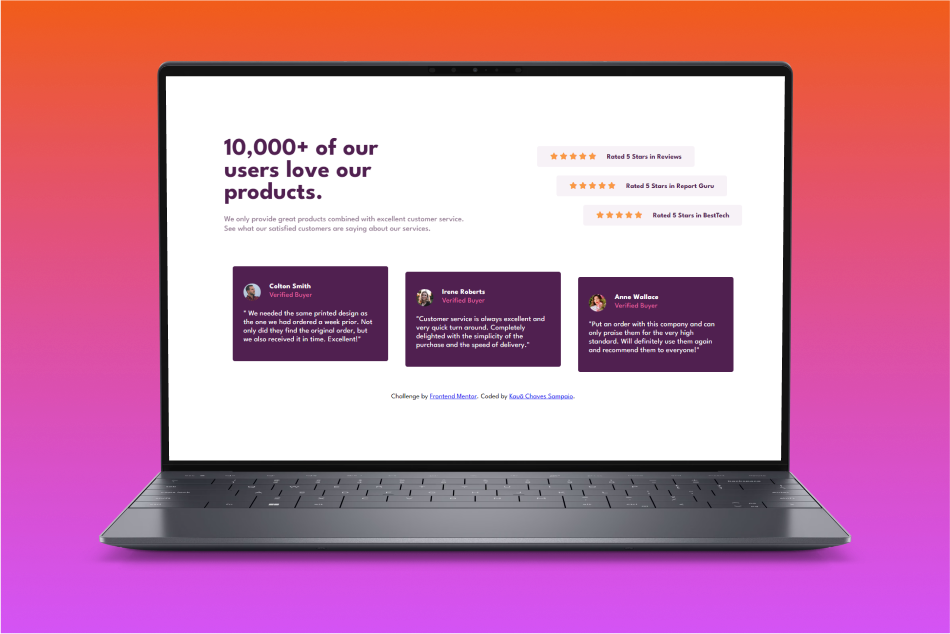 10,000+ of our
users love our
products.
We only provide great products combined with excellent customer service.
See what our satisfied customers are saying about our services.
Rated 5 Stars in Reviews
Rated 5 Stars in Report Guru
Rated 5 Stars in BestTech
Colton Smith
Verified Buyer
" We needed the same printed design as
the one we had ordered a week prior. Not
only did they find the original order, but
we also received it in time. Excellent!"
Irene Roberts
Verified Buyer
"Customer service is always excellent and
very quick turn around. Completely
delighted with the simplicity of the
purchase and the speed of delivery."
Anne Wallace
Verified Buyer
"Put an order with this company and can
only praise them for the very high
standard. Will definitely use them again
and recommend them to everyone!"
Challenge by Frontend Mentor. Coded by Kauã Chaves Sampaio.